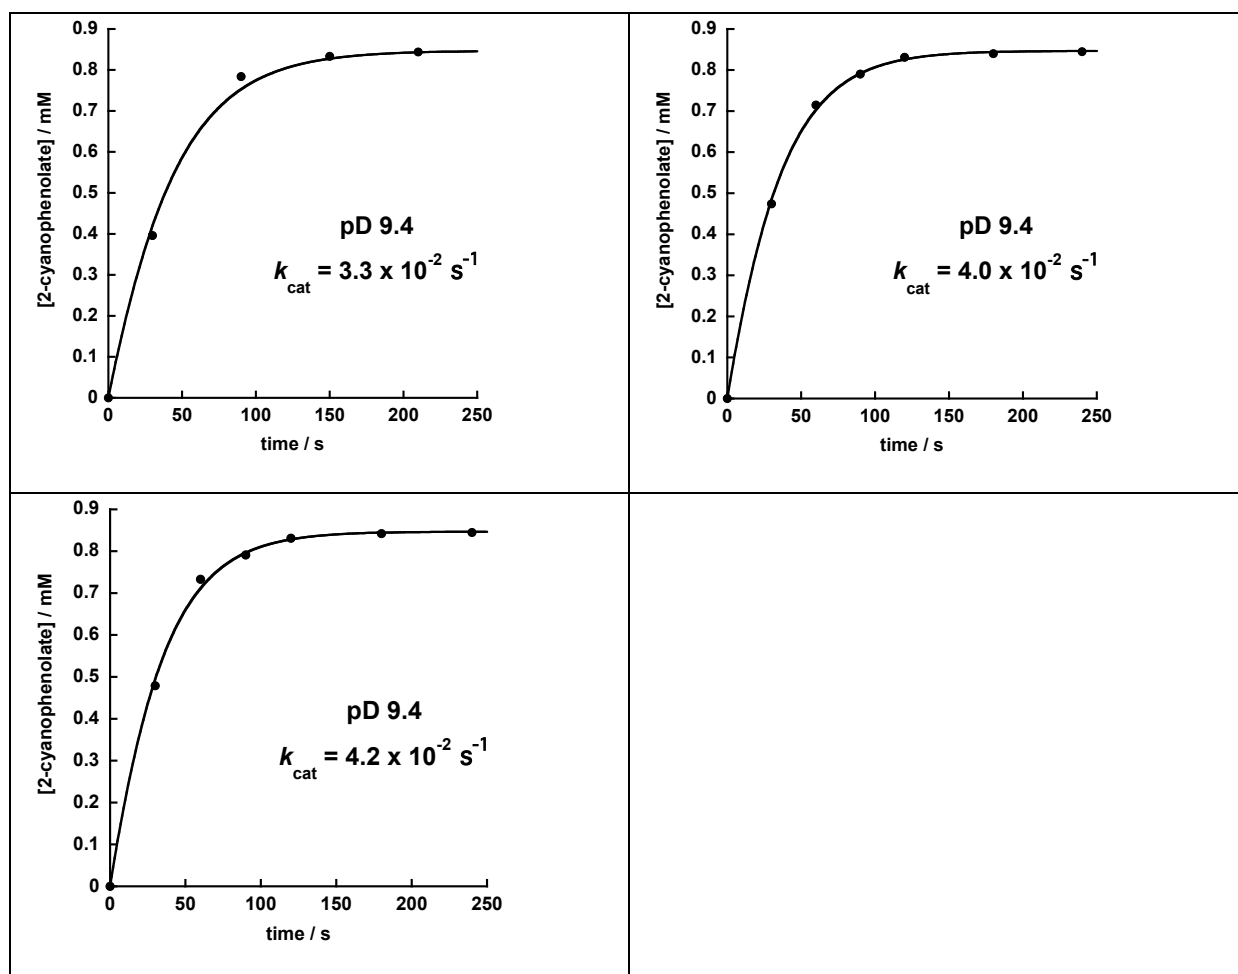 0.9
0.8
0.7
0.6
0.5
0.4
0.3
0.2
0.1
0
[2-cyanophenolate] / mM
pD 9.4
k_cat = 3.3 x 10^-2 s^-1
0 50 100 150 200 250
time / s
0.9
0.8
0.7
0.6
0.5
0.4
0.3
0.2
0.1
0
[2-cyanophenolate] / mM
pD 9.4
k_cat = 4.0 x 10^-2 s^-1
0 50 100 150 200 250
time / s
0.9
0.8
0.7
0.6
0.5
0.4
0.3
0.2
0.1
0
[2-cyanophenolate] / mM
pD 9.4
k_cat = 4.2 x 10^-2 s^-1
0 50 100 150 200 250
time / s